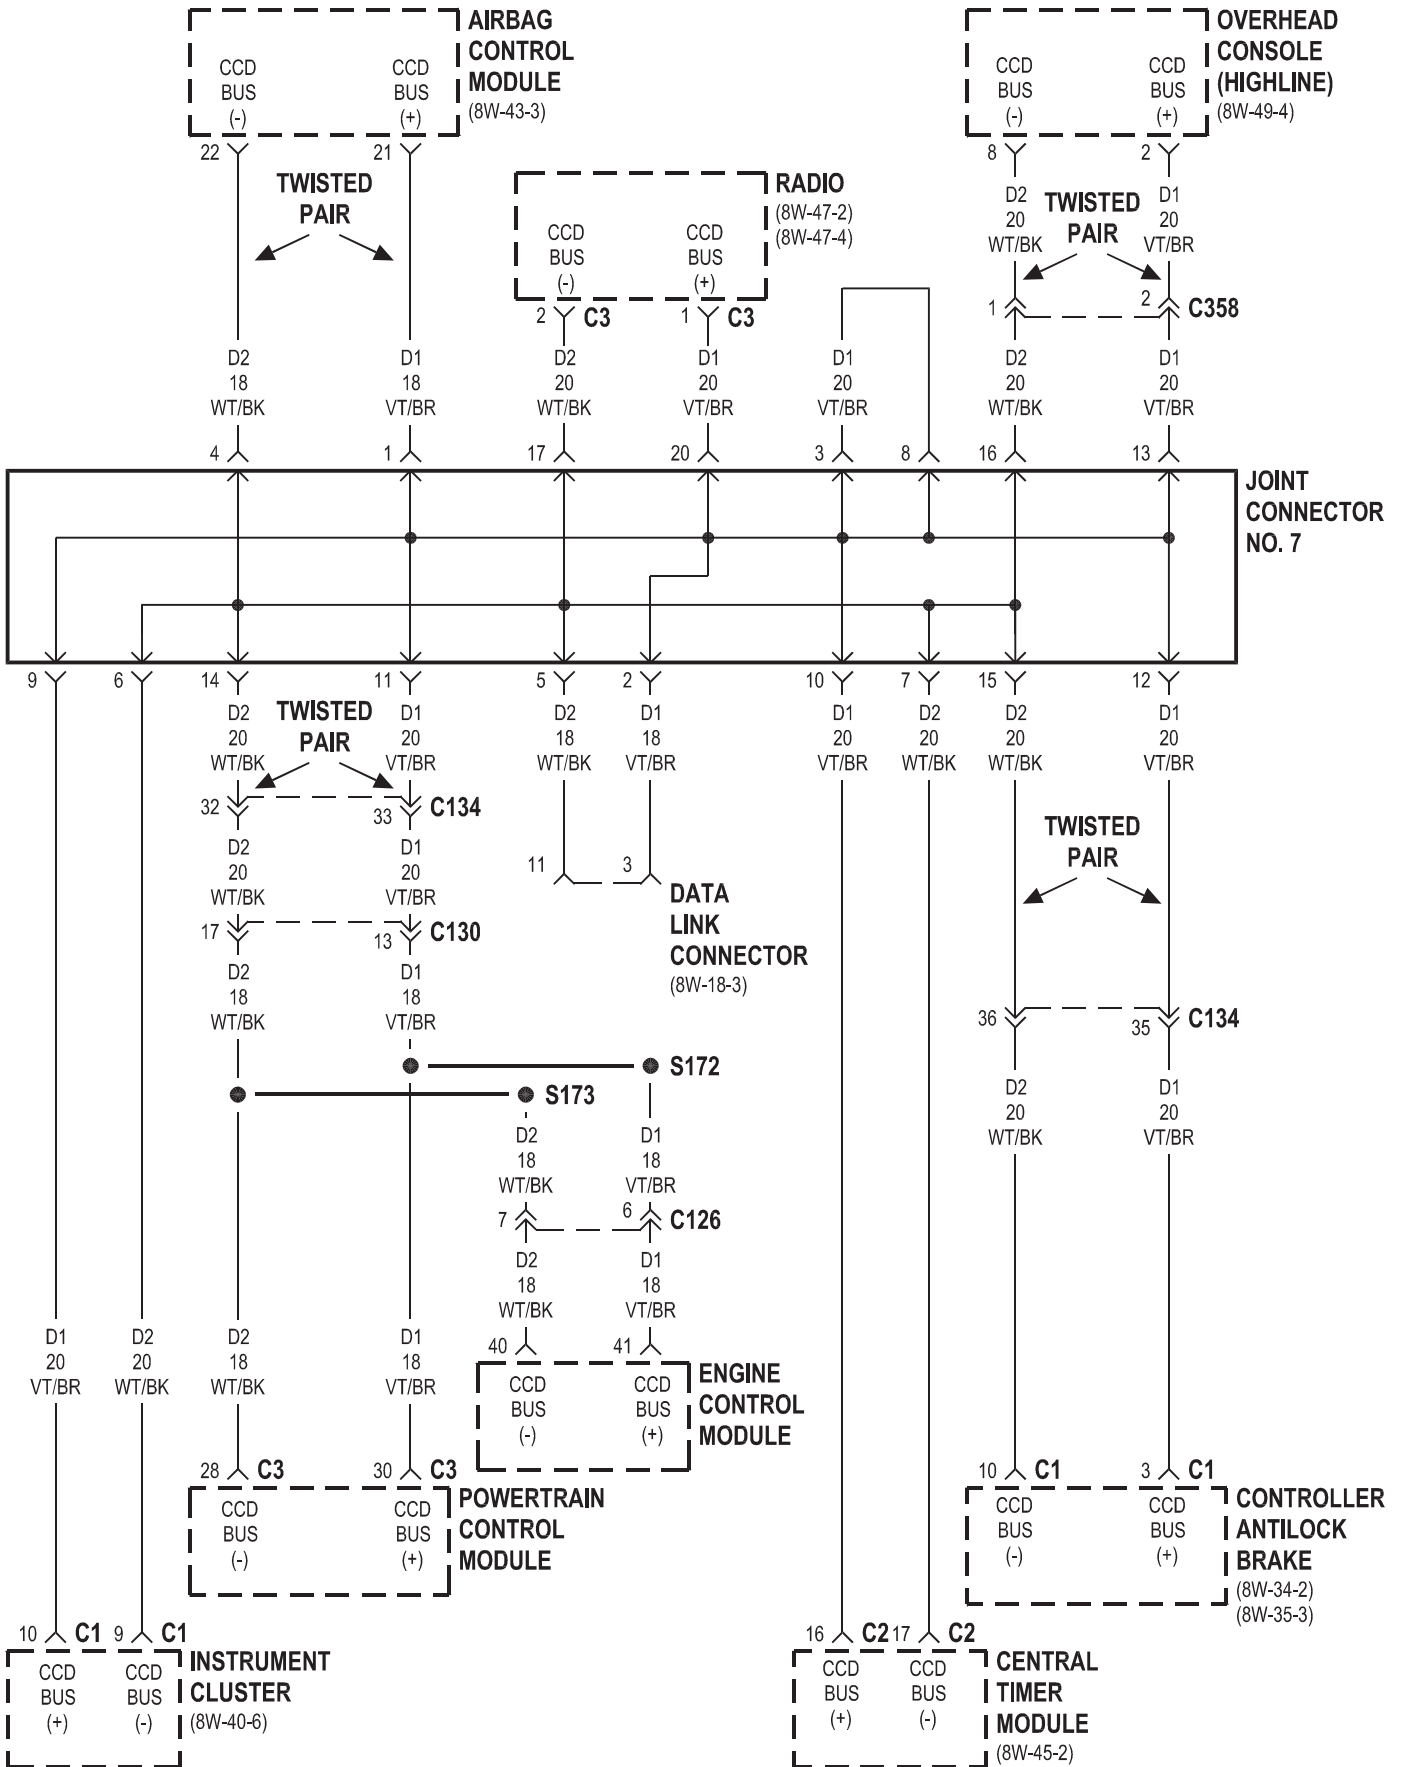 AIRBAG
CONTROL
MODULE
(8W-43-3)
CCD
BUS
(-)
CCD
BUS
(+)
22
21
TWISTED
PAIR
RADIO
(8W-47-2)
(8W-47-4)
CCD
BUS
(-)
CCD
BUS
(+)
2
C3
1
C3
OVERHEAD
CONSOLE
(HIGHLINE)
(8W-49-4)
CCD
BUS
(-)
CCD
BUS
(+)
8
2
D2
20
WT/BK
TWISTED
PAIR
D1
20
VT/BR
1
2
C358
D2
18
WT/BK
D1
18
VT/BR
D2
20
WT/BK
D1
20
VT/BR
D1
20
VT/BR
D2
20
WT/BK
D1
20
VT/BR
4
1
17
20
3
8
16
13
JOINT
CONNECTOR
NO. 7
9
6
14
11
5
2
10
7
15
12
D2
20
WT/BK
TWISTED
PAIR
D1
20
VT/BR
D2
18
WT/BK
D1
18
VT/BR
D1
20
VT/BR
D2
20
WT/BK
D2
20
WT/BK
D1
20
VT/BR
32
33
C134
D2
20
WT/BK
D1
20
VT/BR
11
3
DATA
LINK
CONNECTOR
(8W-18-3)
TWISTED
PAIR
17
13
C130
D2
18
WT/BK
D1
18
VT/BR
36
35
C134
S172
S173
D2
18
WT/BK
D1
18
VT/BR
D2
20
WT/BK
D1
20
VT/BR
7
6
C126
D2
18
WT/BK
D1
18
VT/BR
40
41
D1
20
VT/BR
D2
20
WT/BK
D2
18
WT/BK
D1
18
VT/BR
ENGINE
CONTROL
MODULE
CCD
BUS
(-)
CCD
BUS
(+)
28
C3
30
C3
POWERTRAIN
CONTROL
MODULE
CCD
BUS
(-)
CCD
BUS
(+)
10
C1
3
C1
CONTROLLER
ANTILOCK
BRAKE
(8W-34-2)
(8W-35-3)
CCD
BUS
(-)
CCD
BUS
(+)
10
C1
9
C1
INSTRUMENT
CLUSTER
(8W-40-6)
CCD
BUS
(+)
CCD
BUS
(-)
16
C2
17
C2
CENTRAL
TIMER
MODULE
(8W-45-2)
CCD
BUS
(+)
CCD
BUS
(-)